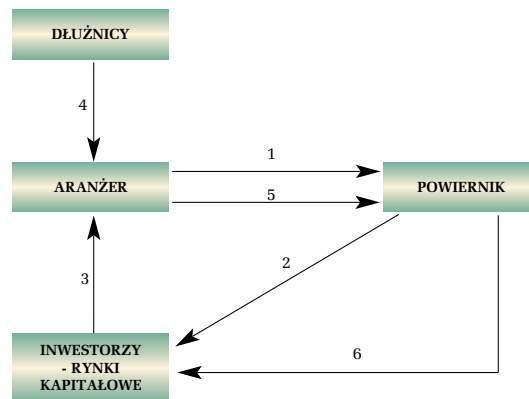 DŁUŻNICY
4
1
ARANŻER
POWIERNIK
5
2
3
INWESTORZY
- RYNKI
KAPITAŁOWE
6